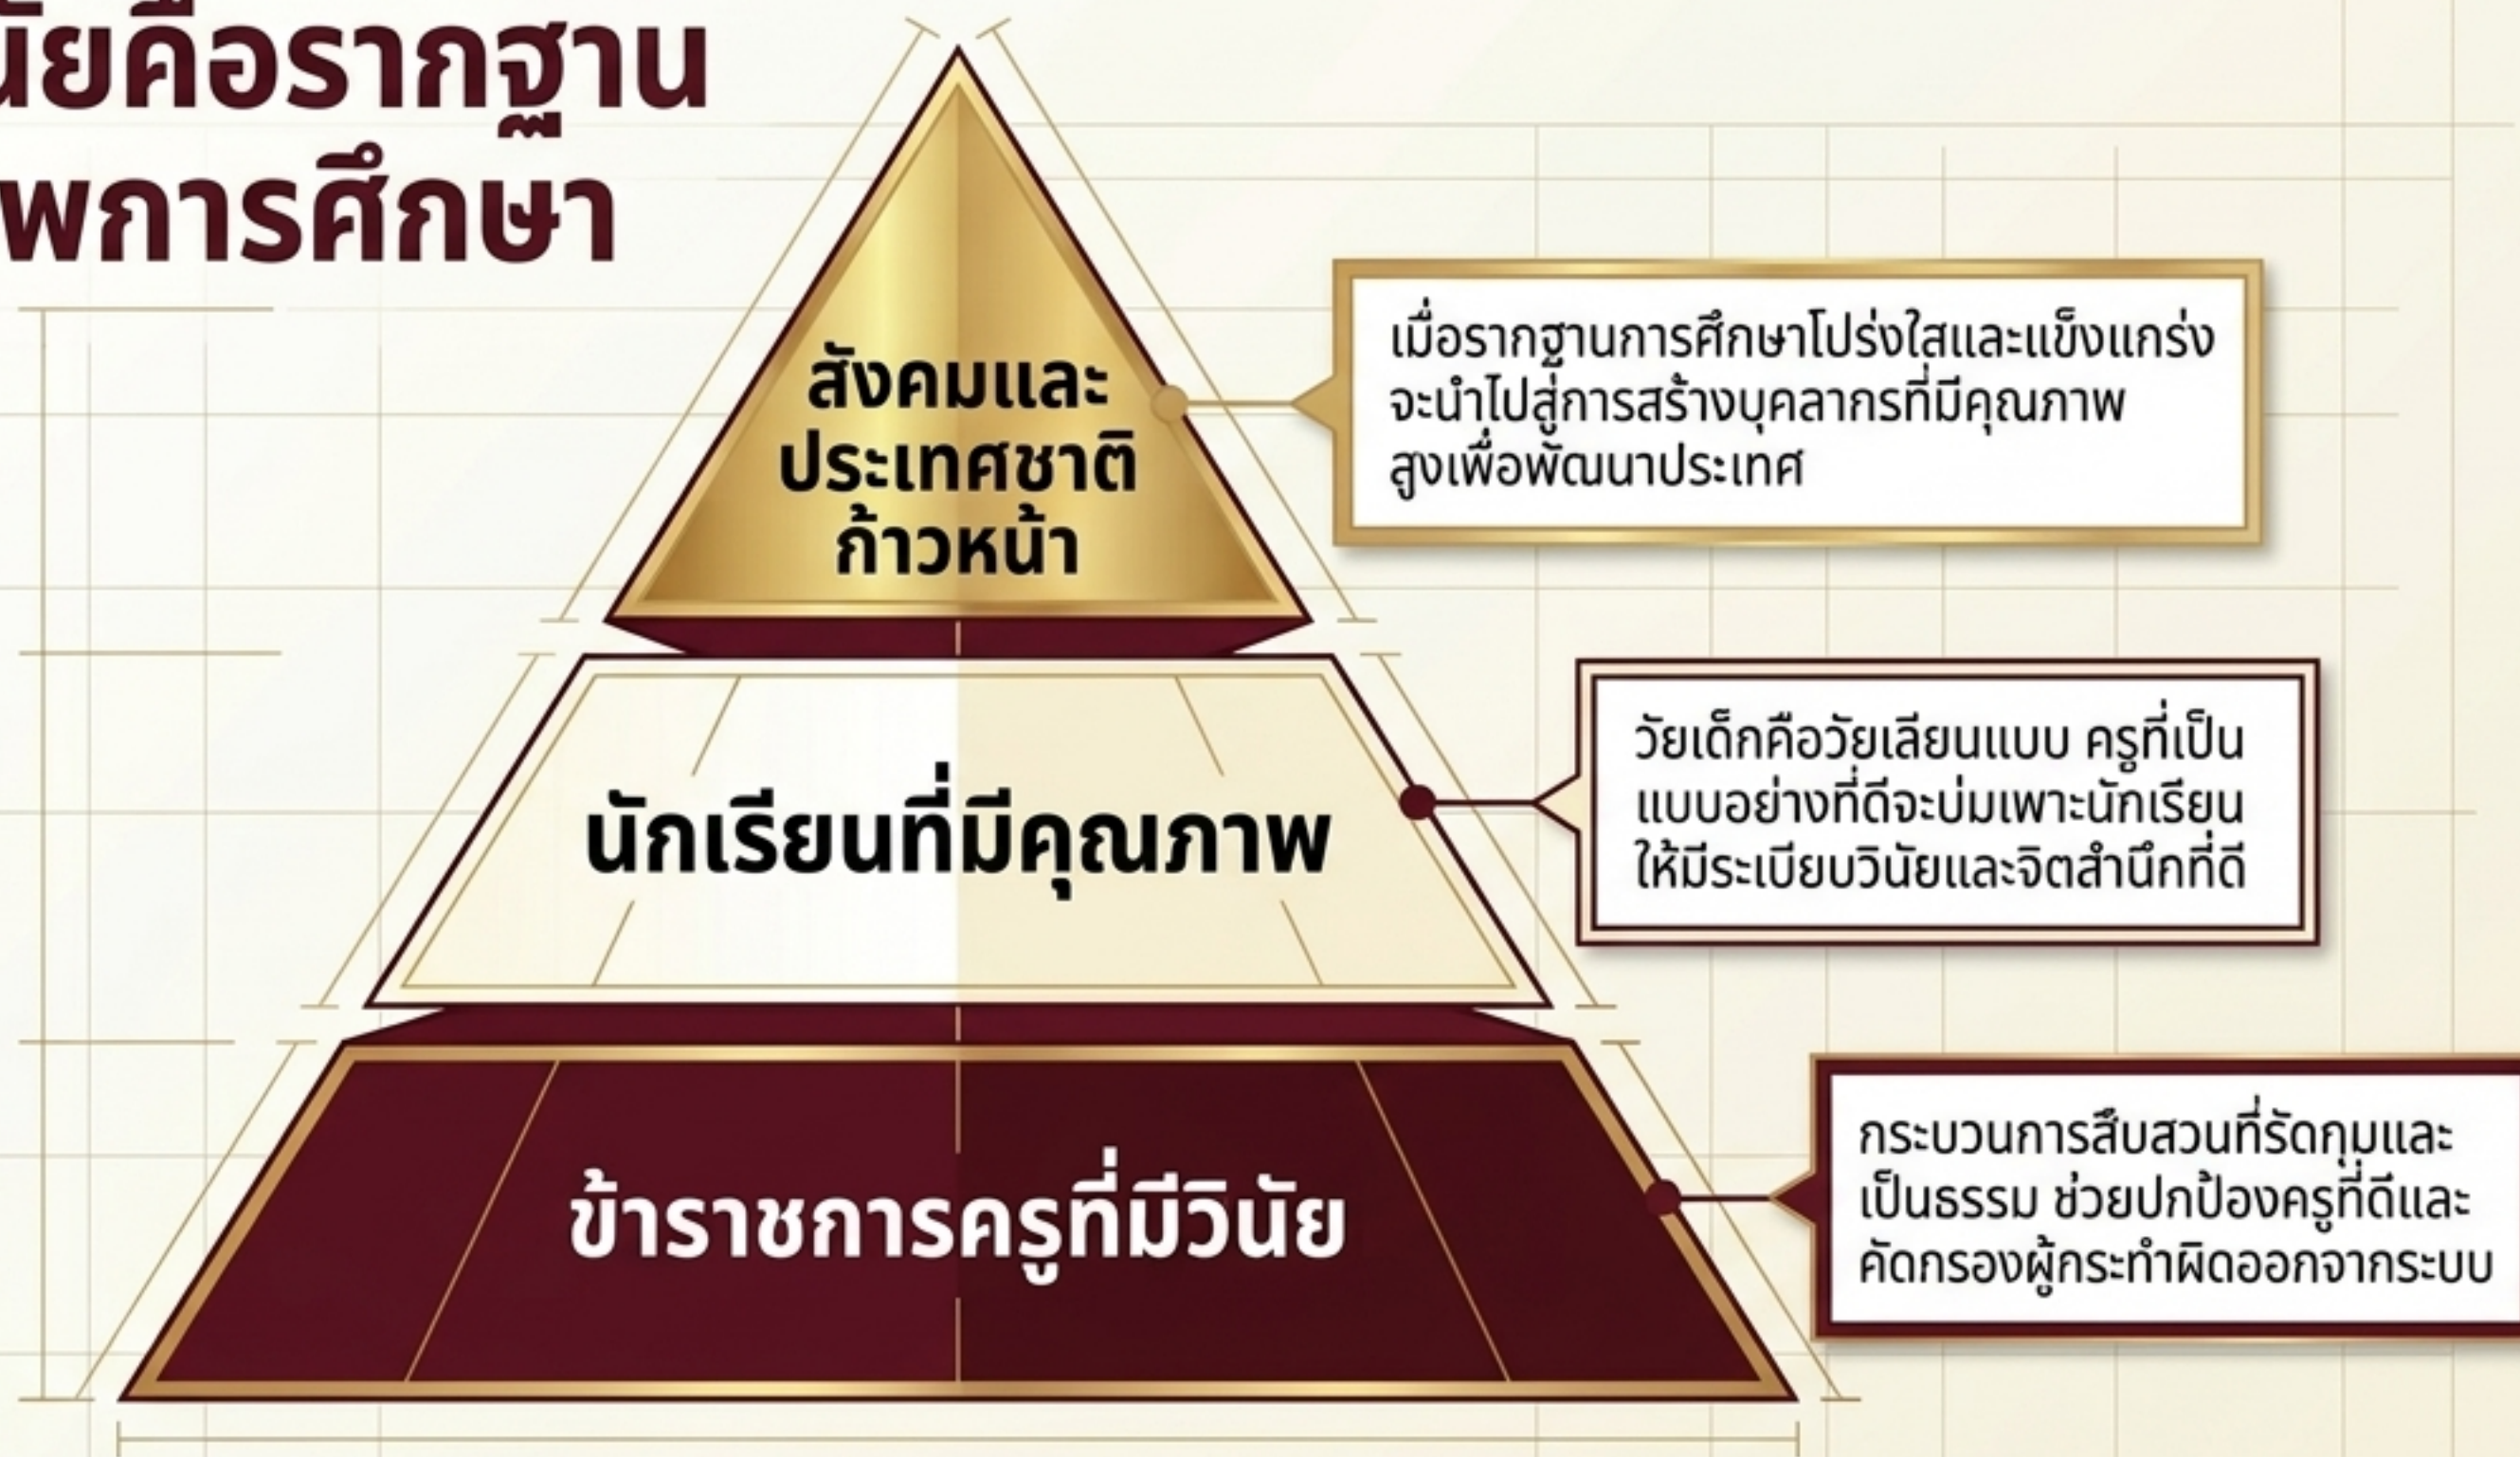 นัยคือรากฐาน
พการศึกษา
สังคมและ
ประเทศชาติ
ก้าวหน้า
เมื่อรากฐานการศึกษาโปร่งใสและแข็งแกร่ง
จะนำไปสู่การสร้างบุคลากรที่มีคุณภาพ
สูงเพื่อพัฒนาประเทศ
นักเรียนที่มีคุณภาพ
วัยเด็กคือวัยเลียนแบบ ครูที่เป็น
แบบอย่างที่ดีจะบ่มเพาะนักเรียน
ให้มีระเบียบวินัยและจิตสำนึกที่ดี
ข้าราชการครูที่มีวินัย
กระบวนการสืบสวนที่รัดกุมและ
เป็นธรรม ช่วยปกป้องครูที่ดีและ
คัดกรองผู้กระทำผิดออกจากระบบ